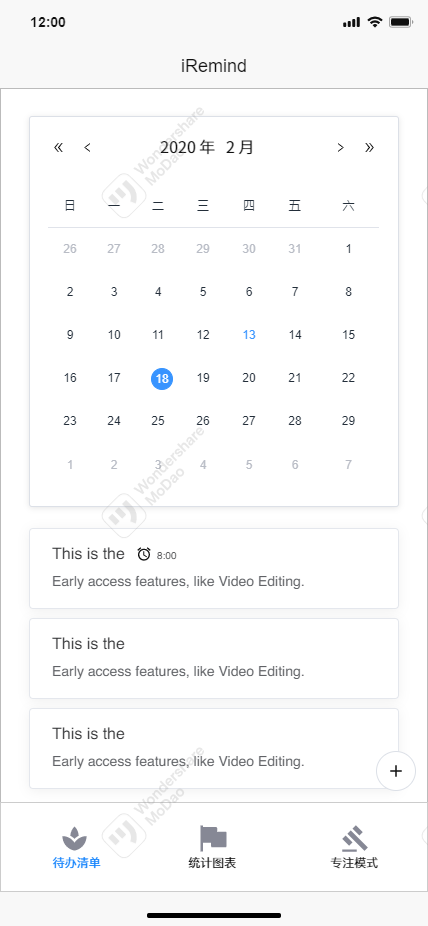 12:00
iRemind
« < 2020 年 2 月 > »
日 一 二 三 四 五 六
26 27 28 29 30 31 1
2 3 4 5 6 7 8
9 10 11 12 13 14 15
16 17 18 19 20 21 22
23 24 25 26 27 28 29
1 2 3 4 5 6 7
This is the 8:00
Early access features, like Video Editing.
This is the
Early access features, like Video Editing.
This is the
Early access features, like Video Editing.
+
待办清单 统计图表 专注模式
Wondershare
MoDao
Wondershare
MoDao
Wondershare
MoDao